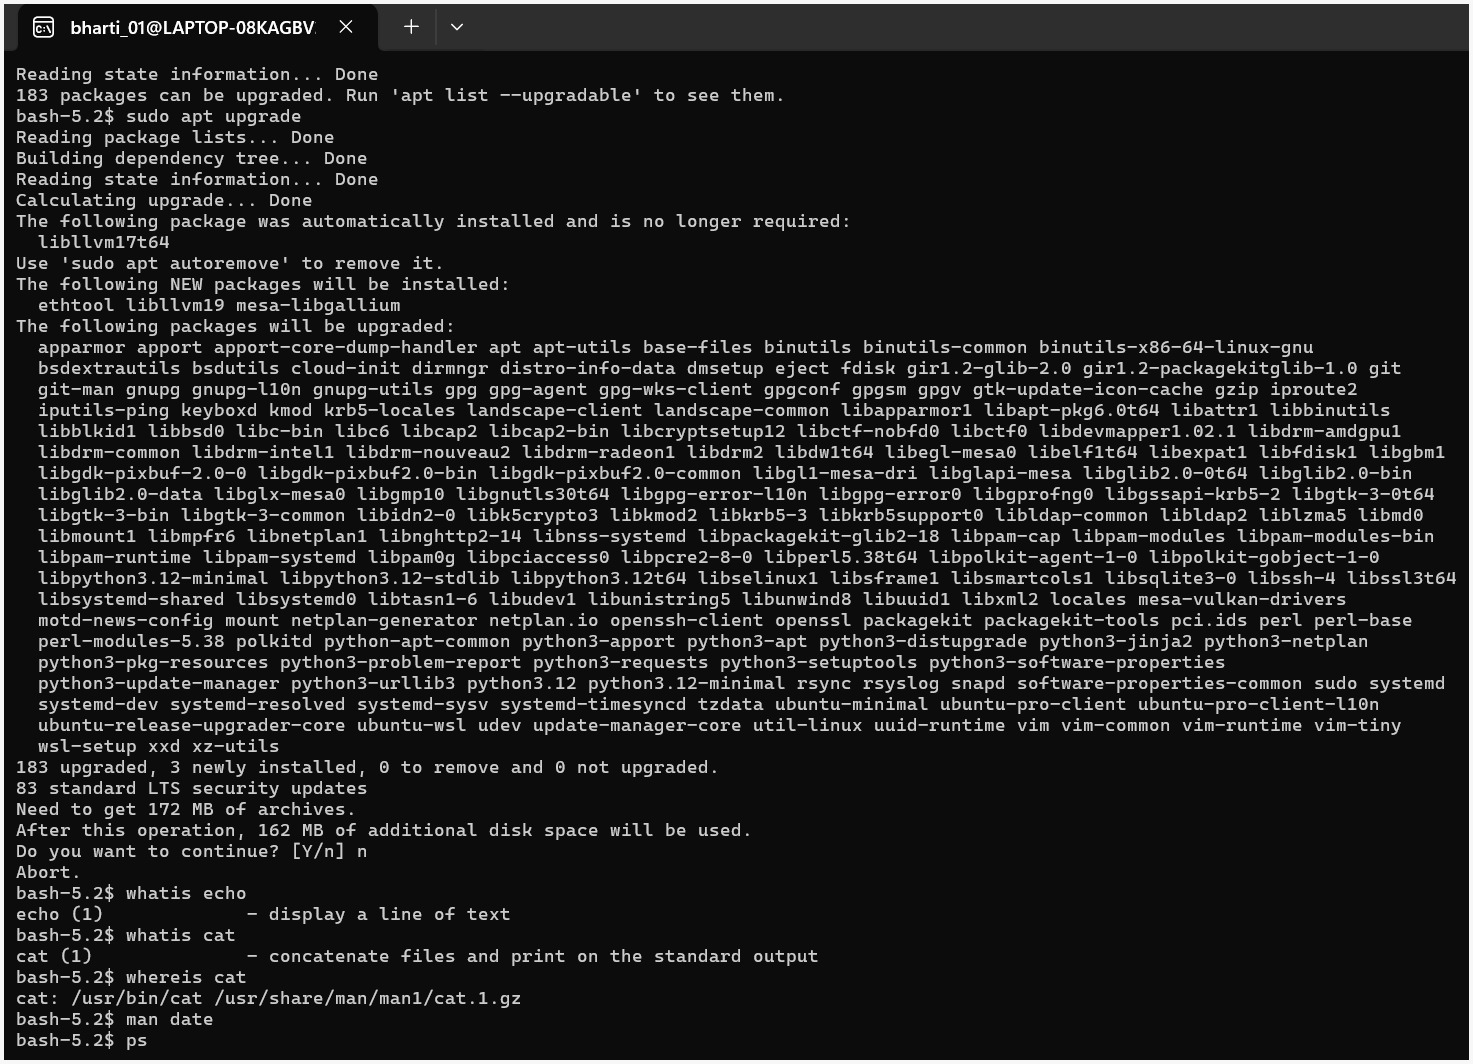 bharti_01@LAPTOP-08KAGBV
Reading state information... Done
183 packages can be upgraded. Run 'apt list --upgradable' to see them.
bash-5.2$ sudo apt upgrade
Reading package lists... Done
Building dependency tree... Done
Reading state information... Done
Calculating upgrade... Done
The following package was automatically installed and is no longer required:
  libllvm17t64
Use 'sudo apt autoremove' to remove it.
The following NEW packages will be installed:
  ethtool libllvm19 mesa-libgallium
The following packages will be upgraded:
  apparmor apport apport-core-dump-handler apt apt-utils base-files binutils binutils-common binutils-x86-64-linux-gnu
  bsdextrautils bsdutils cloud-init dirmngr distro-info-data dmsetup eject fdisk gir1.2-glib-2.0 gir1.2-packagekitglib-1.0 git
  git-man gnupg gnupg-l10n gnupg-utils gpg gpg-agent gpg-wks-client gpgconf gpgsm gpgv gtk-update-icon-cache gzip iproute2
  iputils-ping keyboxd kmod krb5-locales landscape-client landscape-common libapparmor1 libapt-pkg6.0t64 libattr1 libbinutils
  libblkid1 libbsd0 libc-bin libc6 libcap2 libcap2-bin libcryptsetup12 libctf-nobfd0 libctf0 libdevmapper1.02.1 libdrm-amdgpu1
  libdrm-common libdrm-intel1 libdrm-nouveau2 libdrm-radeon1 libdrm2 libdw1t64 libegl-mesa0 libelf1t64 libexpat1 libfdisk1 libgbm1
  libgdk-pixbuf-2.0-0 libgdk-pixbuf2.0-bin libgdk-pixbuf2.0-common libgl1-mesa-dri libglapi-mesa libglib2.0-0t64 libglib2.0-bin
  libglib2.0-data libglx-mesa0 libgmp10 libgnutls30t64 libgpg-error-l10n libgpg-error0 libgprofng0 libgssapi-krb5-2 libgtk-3-0t64
  libgtk-3-bin libgtk-3-common libidn2-0 libk5crypto3 libkmod2 libkrb5-3 libkrb5support0 libldap-common libldap2 liblzma5 libmd0
  libmount1 libmpfr6 libnetplan1 libnghttp2-14 libnss-systemd libpackagekit-glib2-18 libpam-cap libpam-modules libpam-modules-bin
  libpam-runtime libpam-systemd libpam0g libpciaccess0 libpcre2-8-0 libperl5.38t64 libpolkit-agent-1-0 libpolkit-gobject-1-0
  libpython3.12-minimal libpython3.12-stdlib libpython3.12t64 libselinux1 libsframe1 libsmartcols1 libsqlite3-0 libssh-4 libssl3t64
  libsystemd-shared libsystemd0 libtasn1-6 libudev1 libunistring5 libunwind8 libuuid1 libxml2 locales mesa-vulkan-drivers
  motd-news-config mount netplan-generator netplan.io openssh-client openssl packagekit packagekit-tools pci.ids perl perl-base
  perl-modules-5.38 polkitd python-apt-common python3-apport python3-apt python3-distupgrade python3-jinja2 python3-netplan
  python3-pkg-resources python3-problem-report python3-requests python3-setuptools python3-software-properties
  python3-update-manager python3-urllib3 python3.12 python3.12-minimal rsync rsyslog snapd software-properties-common sudo systemd
  systemd-dev systemd-resolved systemd-sysv systemd-timesyncd tzdata ubuntu-minimal ubuntu-pro-client ubuntu-pro-client-l10n
  ubuntu-release-upgrader-core ubuntu-wsl udev update-manager-core util-linux uuid-runtime vim vim-common vim-runtime vim-tiny
  wsl-setup xxd xz-utils
183 upgraded, 3 newly installed, 0 to remove and 0 not upgraded.
83 standard LTS security updates
Need to get 172 MB of archives.
After this operation, 162 MB of additional disk space will be used.
Do you want to continue? [Y/n] n
Abort.
bash-5.2$ whatis echo
echo (1)             - display a line of text
bash-5.2$ whatis cat
cat (1)              - concatenate files and print on the standard output
bash-5.2$ whereis cat
cat: /usr/bin/cat /usr/share/man/man1/cat.1.gz
bash-5.2$ man date
bash-5.2$ ps